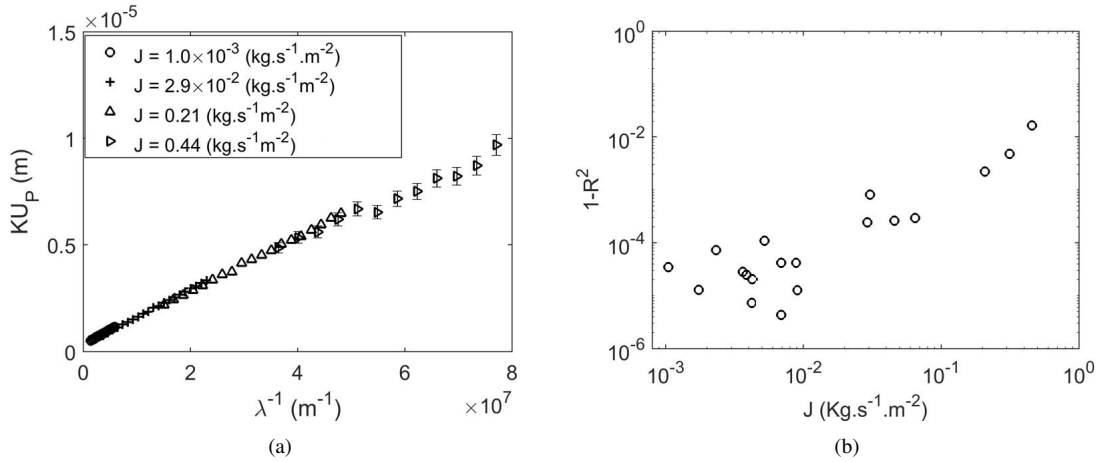 ×10⁻⁵
1.5
1
0.5
0
KU_P (m)
J = 1.0×10⁻³ (kg.s⁻¹.m⁻²)
J = 2.9×10⁻² (kg.s⁻¹m⁻²)
J = 0.21 (kg.s⁻¹m⁻²)
J = 0.44 (kg.s⁻¹m⁻²)
0 2 4 6 8
λ⁻¹ (m⁻¹)
×10⁷
(a)
10⁰
10⁻²
10⁻⁴
10⁻⁶
1-R²
10⁻³ 10⁻² 10⁻¹ 10⁰
J (Kg.s⁻¹.m⁻²)
(b)